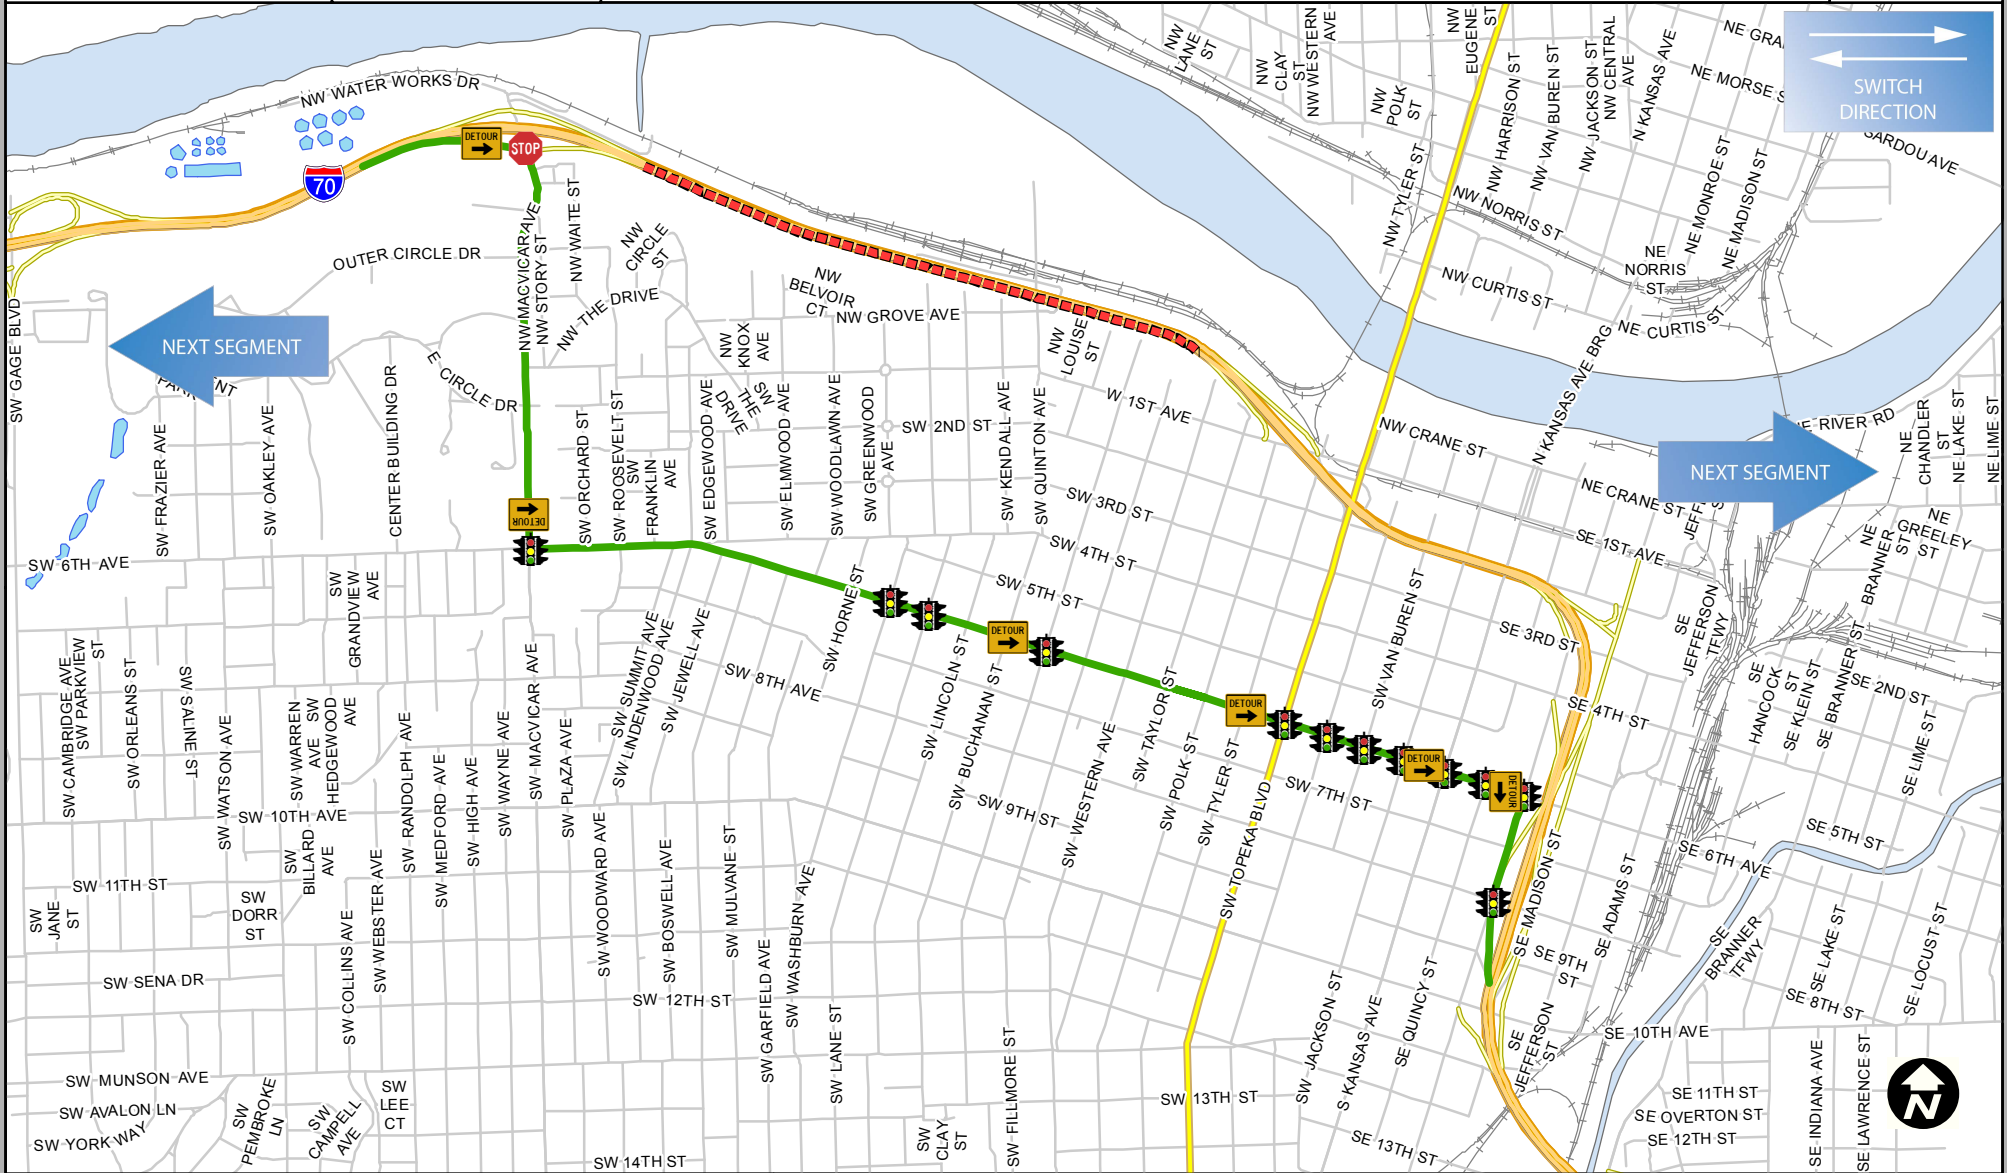 NW WATER WORKS DR
DETOUR
STOP
70
NW
LANE
ST
NW
CLAY
ST
NW WESTERN
AVE
NW
POLK
ST
NW
EUGENE
ST
NW HARRISON ST
NW VAN BUREN ST
NW JACKSON ST
NW CENTRAL
AVE
N KANSAS AVE
NE GRA
NE MORSE S
SWITCH
DIRECTION
SARDOU AVE
NE MONROE ST
NE MADISON ST
NW TYLER ST
NW NORRIS ST
NE
NORRIS
ST
NW CURTIS ST
NE CURTIS ST
OUTER CIRCLE DR
NW MACVICAR AVE
NW STORY ST
NW WAITE ST
NW
CIRCLE
ST
NW THE DRIVE
NW
BELVOIR
CT
NW GROVE AVE
NW
KNOX
AVE
NW
LOUISE
ST
SW GAGE BLVD
NEXT SEGMENT
E CIRCLE DR
SW
THE
DRIVE
W 1ST AVE
NW CRANE ST
N KANSAS AVE BRG
NE RIVER RD
NEXT SEGMENT
NE
CHANDLER
ST
NE LAKE ST
NE LIME ST
SW FRAZIER AVE
SW OAKLEY AVE
CENTER BUILDING DR
SW ORCHARD ST
SW ROOSEVELT ST
SW
FRANKLIN
AVE
SW EDGEWOOD AVE
SW ELMWOOD AVE
SW WOODLAWN AVE
SW GREENWOOD
AVE
SW 2ND ST
SW KENDALL AVE
SW QUINTON AVE
SW 3RD ST
NE CRANE ST
SE 1ST AVE
NE
GREELEY
ST
NE
BRANNER
ST
DETOUR
SW 6TH AVE
SW
GRANDVIEW
AVE
SW 4TH ST
SW 5TH ST
SW HORNE ST
DETOUR
SE 3RD ST
SE
JEFFERSON
TFWY
SW VAN BUREN ST
SE
HANCOCK
ST
SE KLEIN ST
SE BRANNER ST
SE 2ND ST
SE 4TH ST
SE LIME ST
SW CAMBRIDGE AVE
SW PARKVIEW
ST
SW ORLEANS ST
SW SALINE ST
SW WATSON AVE
SW WARREN
AVE
SW
HEDGEWOOD
AVE
SW RANDOLPH AVE
SW MEDFORD AVE
SW HIGH AVE
SW WAYNE AVE
SW MACVICAR AVE
SW PLAZA AVE
SW SUMMIT AVE
SW LINDENWOOD AVE
SW JEWELL AVE
SW 8TH AVE
SW LINCOLN ST
SW BUCHANAN ST
SW TAYLOR ST
SW WESTERN AVE
SW POLK ST
SW TYLER ST
DETOUR
DETOUR
DETOUR
SW 7TH ST
SW 9TH ST
SW TOPEKA BLVD
SW 10TH AVE
SW
BILLARD
AVE
SW 11TH ST
SW
JANE
ST
SW
DORR
ST
SW COLLINS AVE
SW WEBSTER AVE
SW WOODWARD AVE
SW BOSWELL AVE
SW MULVANE ST
SW GARFIELD AVE
SW WASHBURN AVE
SE MADISON ST
SE ADAMS ST
SE 6TH AVE
SE 5TH ST
SE 9TH
ST
SE
BRANNER
TFWY
SE LAKE ST
SE LOCUST ST
SE 8TH ST
SW SENA DR
SW 12TH ST
SW LANE ST
SW FILLMORE ST
SW JACKSON ST
S KANSAS AVE
SE QUINCY ST
SE
JEFFERSON
ST
SE 10TH AVE
SW MUNSON AVE
SW AVALON LN
SW YORK WAY
SW
PEMBROKE
LN
SW
CAMPELL
AVE
SW
LEE
CT
SW
CLAY
ST
SW 13TH ST
SE 13TH ST
SW 14TH ST
SE 11TH ST
SE OVERTON ST
SE 12TH ST
SE INDIANA AVE
SE LAWRENCE ST
N